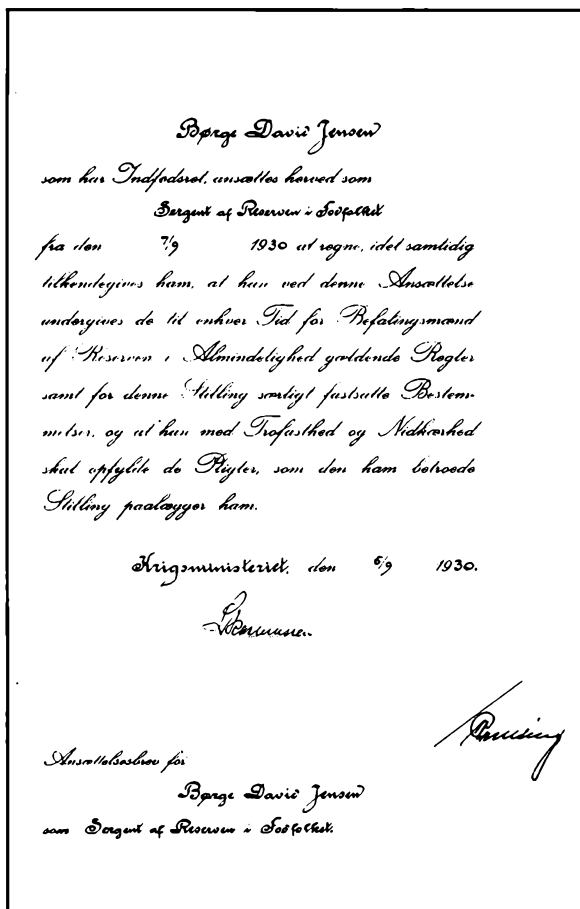 Børge David Jensen
som har Indfødsret, ansættes herved som
Sergent af Reserven i Fodfolket
fra den 7/9 1930 at regne, idet samtidig
tilkendegives ham, at han ved denne Ansættelse
undergives de til enhver Tid for Befalingsmænd
af Reserven i Almindelighed gældende Regler
samt for denne Stilling særligt fastsatte Bestem-
melser, og at han med Trofasthed og Nidkærhed
skal opfylde de Pligter, som den ham betroede
Stilling paalægger ham.
Krigsministeriet, den 5/9 1930.
Ansættelsesbrev for
Børge David Jensen
som Sergent af Reserven i Fodfolket.